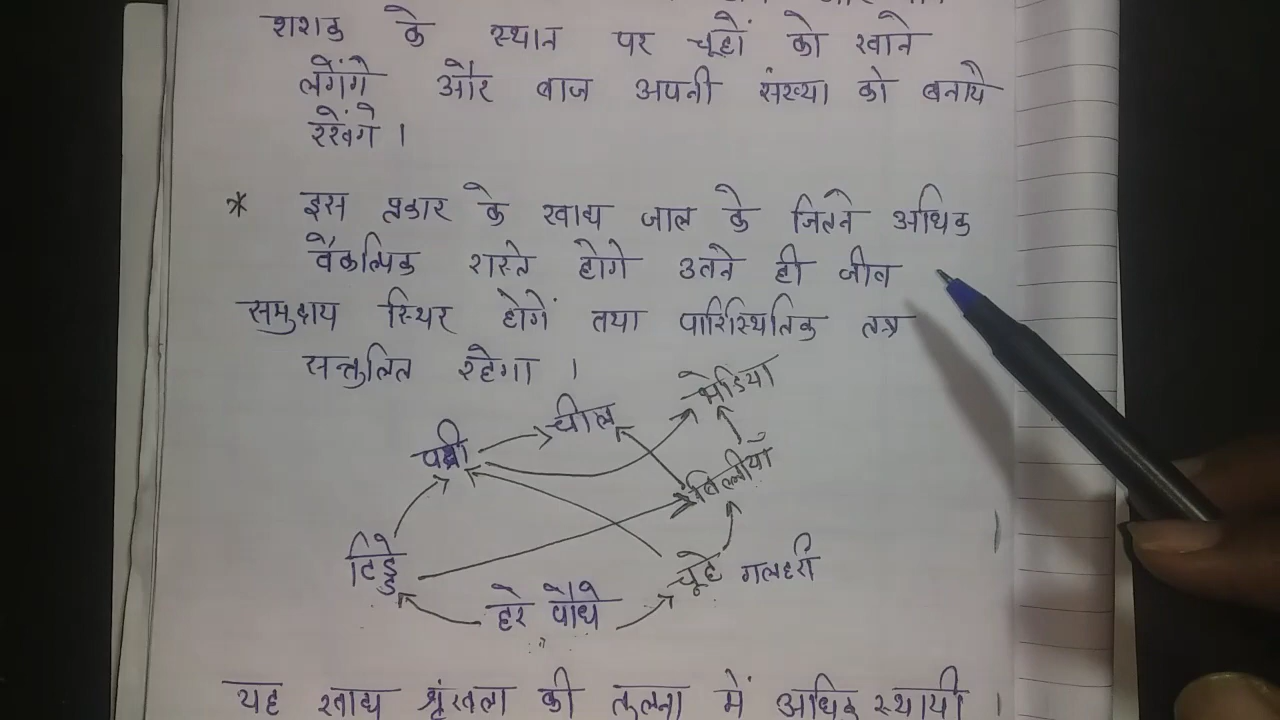 शशक के स्थान पर चूहों को खाने
लगेंगे और बाज अपनी संख्या को बनाये
रखेंगे ।
* इस प्रकार के खाद्य जाल के जितने अधिक
वैकल्पिक रास्ते होगे उतने ही जीव
समुदाय स्थिर होगें तथा पारिस्थितिक तन्त्र
सन्तुलित रहेगा ।
भेडिया
चील
पक्षी
बिल्लीयाँ
टिड्डे
चूहे गलहरी
हरे पौधे
यह खाद्य श्रृंखला की तुलना में अधिक स्थायी ।